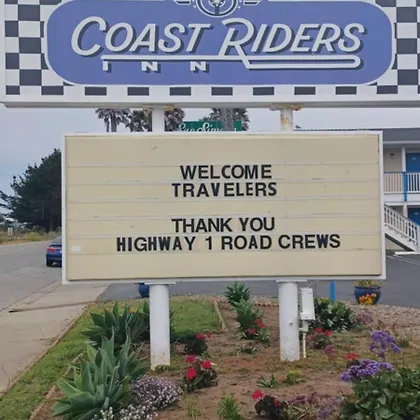 COAST RIDERS
INN
WELCOME
TRAVELERS
THANK YOU
HIGHWAY 1 ROAD CREWS